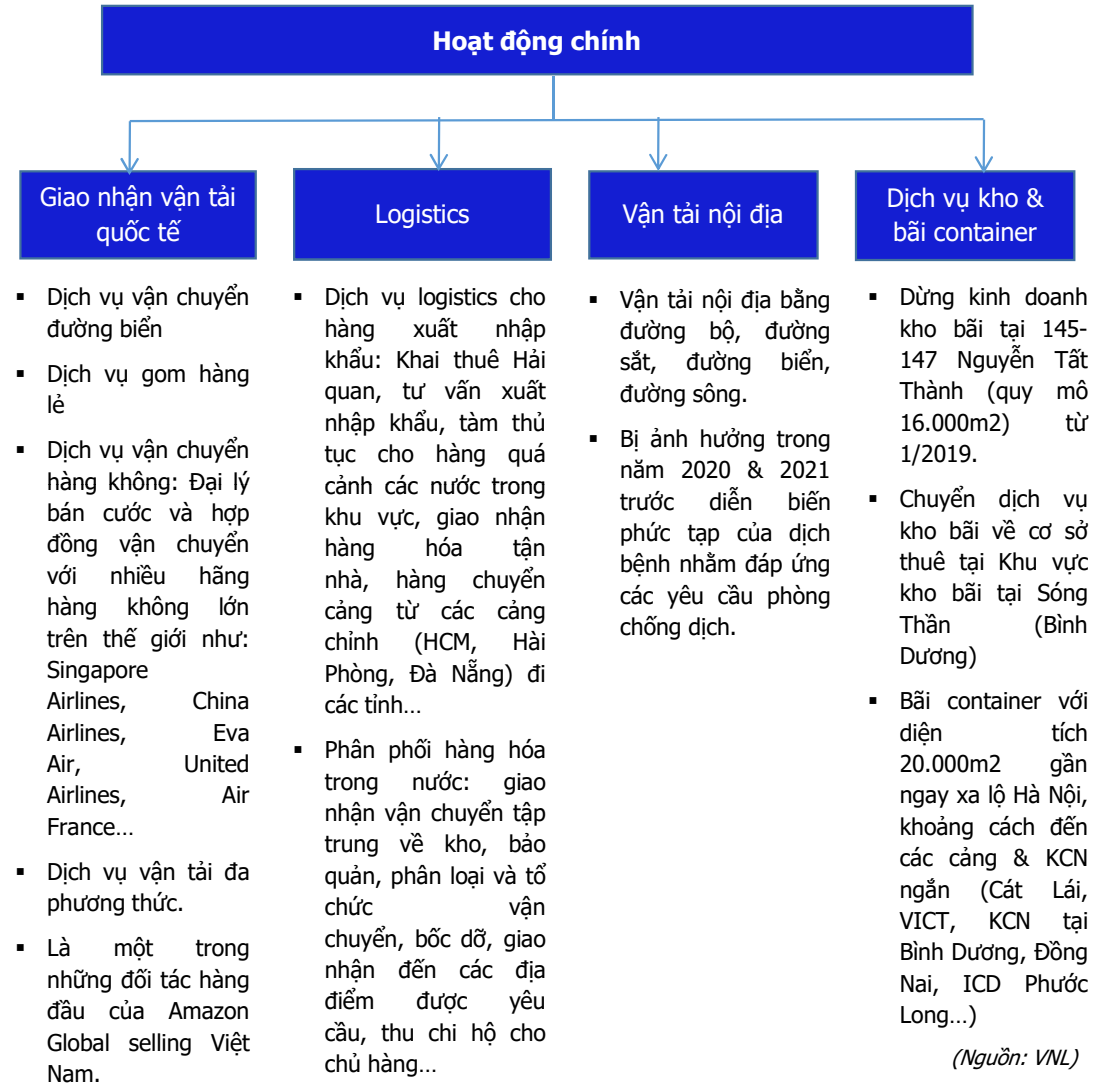 Hoạt động chính
Giao nhận vận tải
quốc tế
▪ Dịch vụ vận chuyển
đường biển
▪ Dịch vụ gom hàng
lẻ
▪ Dịch vụ vận chuyển
hàng không: Đại lý
bán cước và hợp
đồng vận chuyển
với nhiều hãng
hàng không lớn
trên thế giới như:
Singapore
Airlines, China
Airlines, Eva
Air, United
Airlines, Air
France…
▪ Dịch vụ vận tải đa
phương thức.
▪ Là một trong
những đối tác hàng
đầu của Amazon
Global selling Việt
Nam.
Logistics
▪ Dịch vụ logistics cho
hàng xuất nhập
khẩu: Khai thuê Hải
quan, tư vấn xuất
nhập khẩu, tàm thủ
tục cho hàng quá
cảnh các nước trong
khu vực, giao nhận
hàng hóa tận
nhà, hàng chuyển
cảng từ các cảng
chỉnh (HCM, Hài
Phòng, Đà Nẵng) đi
các tỉnh…
▪ Phân phối hàng hóa
trong nước: giao
nhận vận chuyển tập
trung về kho, bảo
quản, phân loại và tổ
chức vận
chuyển, bốc dỡ, giao
nhận đến các địa
điểm được yêu
cầu, thu chi hộ cho
chủ hàng…
Vận tải nội địa
▪ Vận tải nội địa bằng
đường bộ, đường
sắt, đường biển,
đường sông.
▪ Bị ảnh hưởng trong
năm 2020 & 2021
trước diễn biến
phức tạp của dịch
bệnh nhằm đáp ứng
các yêu cầu phòng
chống dịch.
Dịch vụ kho &
bãi container
▪ Dừng kinh doanh
kho bãi tại 145-
147 Nguyễn Tất
Thành (quy mô
16.000m2) từ
1/2019.
▪ Chuyển dịch vụ
kho bãi về cơ sở
thuê tại Khu vực
kho bãi tại Sóng
Thần (Bình
Dương)
▪ Bãi container với
diện tích
20.000m2 gần
ngay xa lộ Hà Nội,
khoảng cách đến
các cảng & KCN
ngắn (Cát Lái,
VICT, KCN tại
Bình Dương, Đồng
Nai, ICD Phước
Long…)
(Nguồn: VNL)